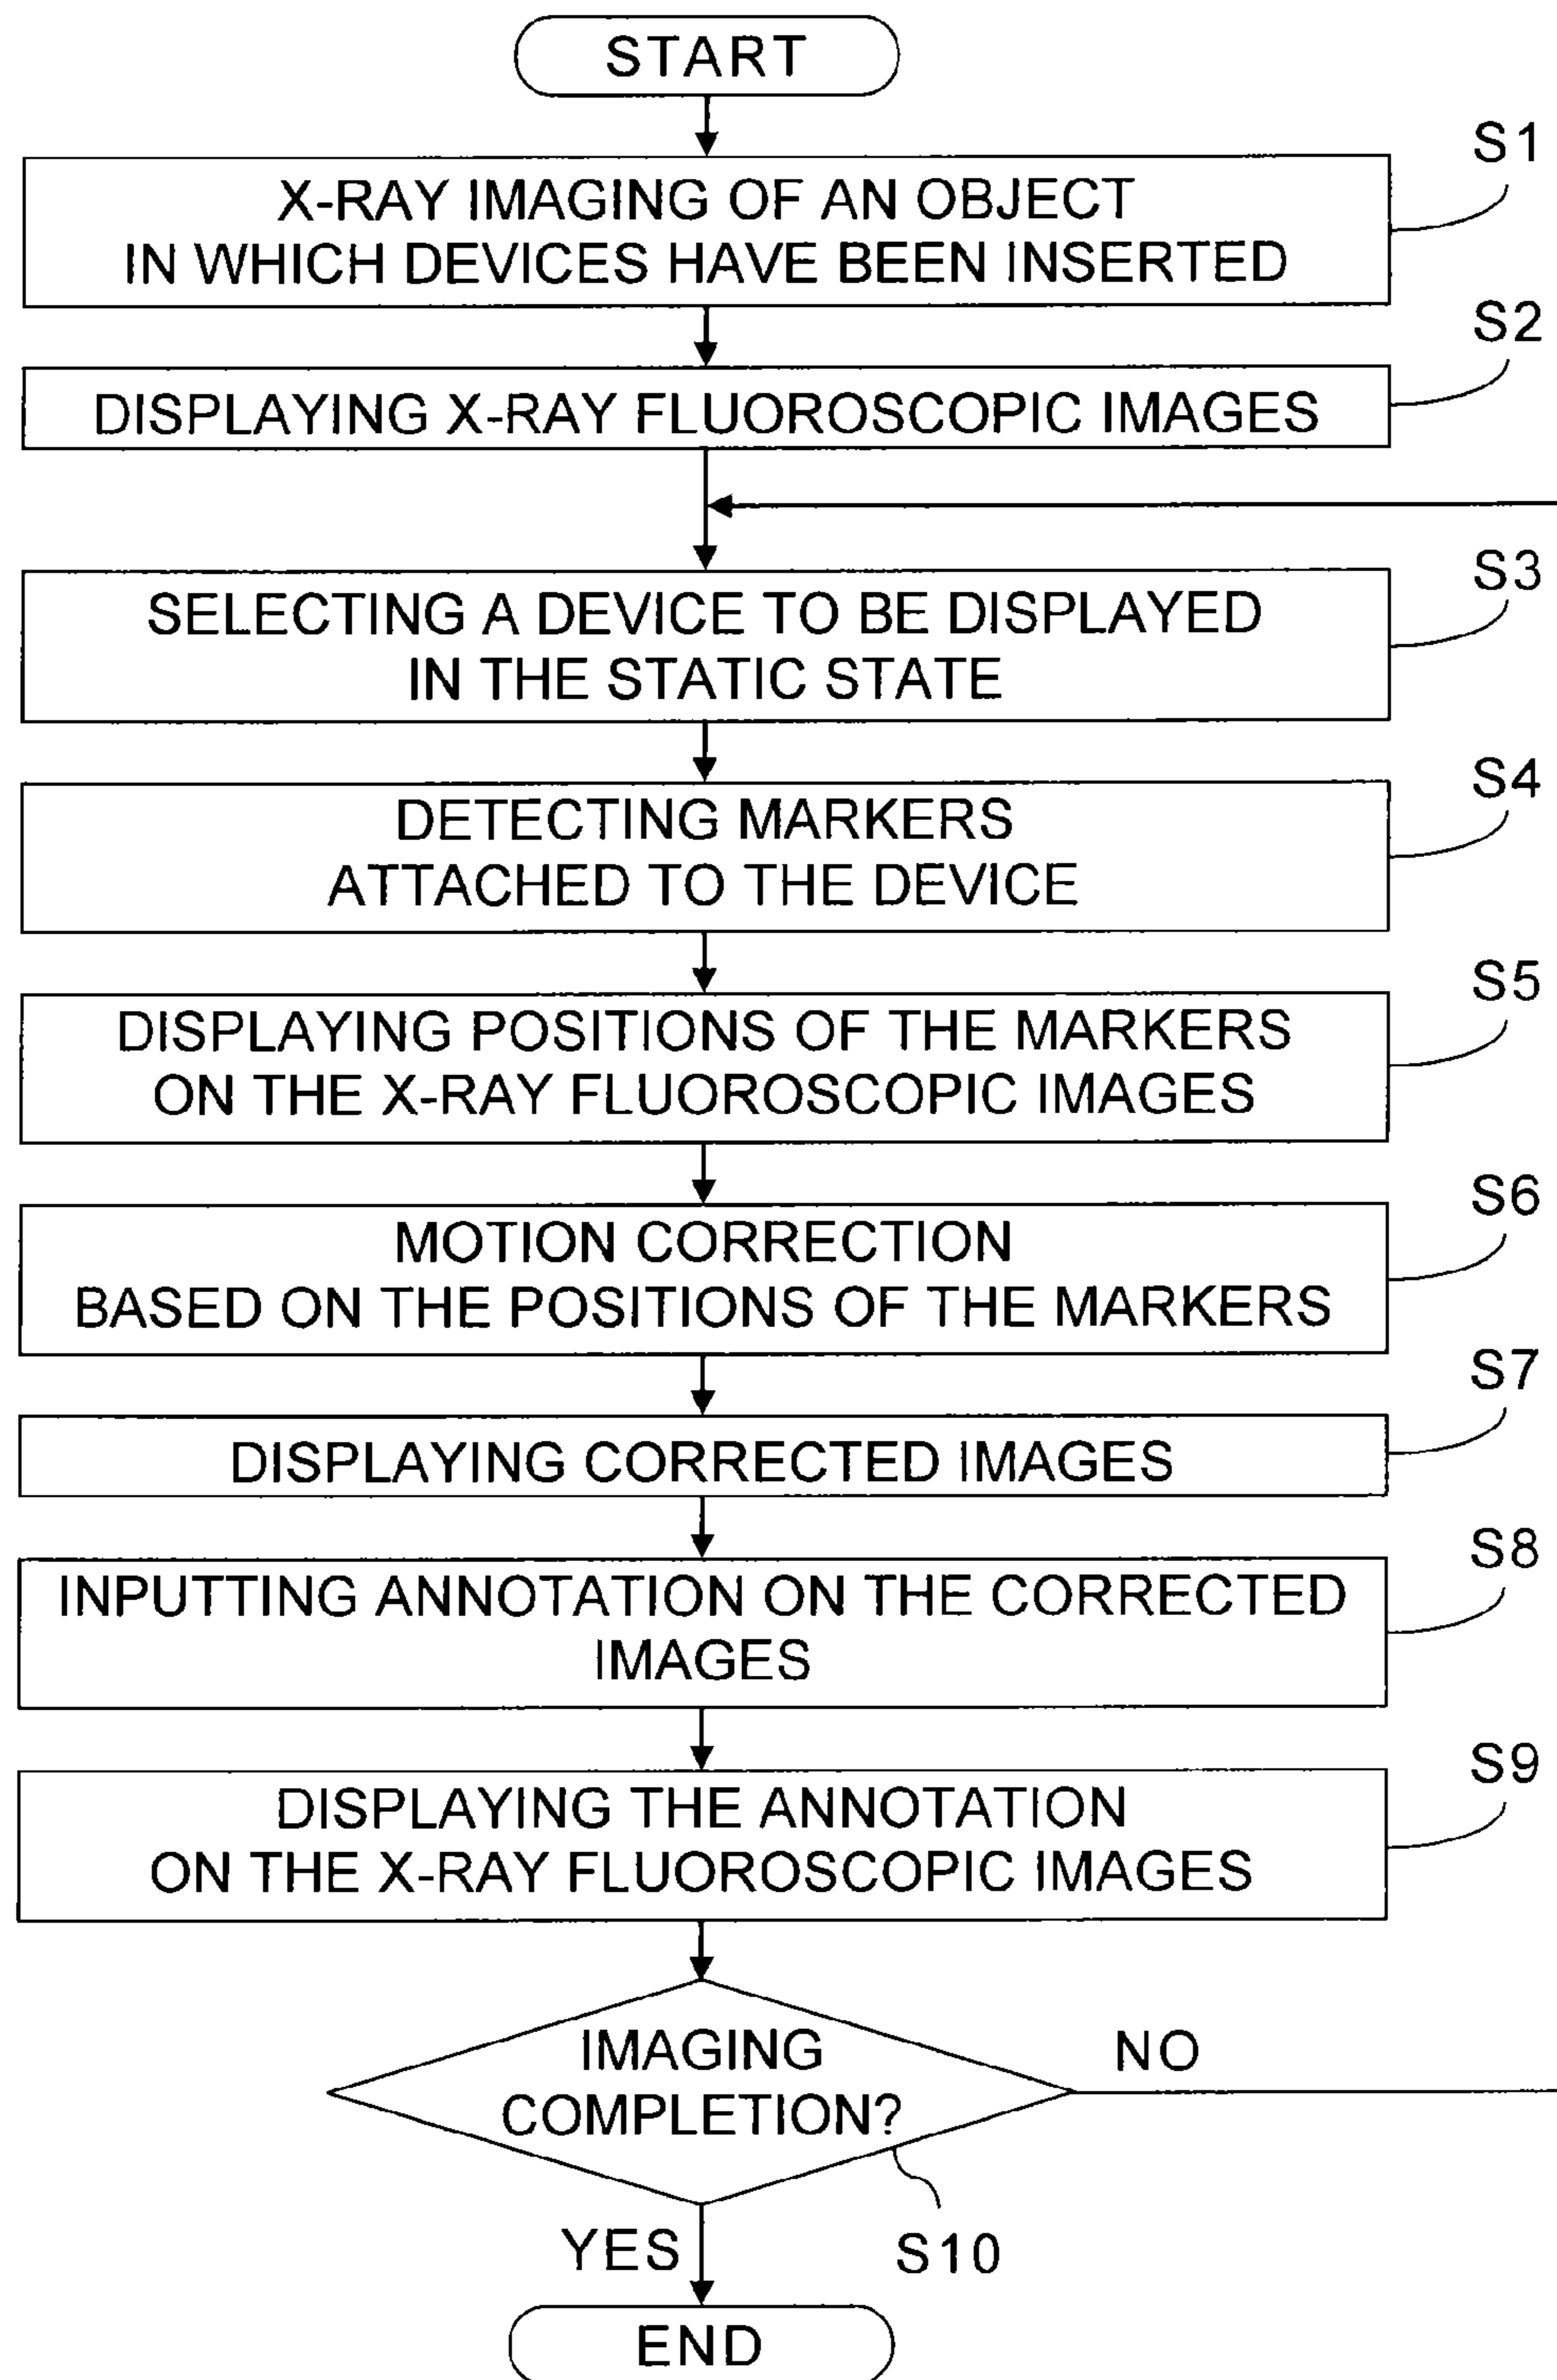 START
S1
X-RAY IMAGING OF AN OBJECT
IN WHICH DEVICES HAVE BEEN INSERTED
S2
DISPLAYING X-RAY FLUOROSCOPIC IMAGES
S3
SELECTING A DEVICE TO BE DISPLAYED
IN THE STATIC STATE
S4
DETECTING MARKERS
ATTACHED TO THE DEVICE
S5
DISPLAYING POSITIONS OF THE MARKERS
ON THE X-RAY FLUOROSCOPIC IMAGES
S6
MOTION CORRECTION
BASED ON THE POSITIONS OF THE MARKERS
S7
DISPLAYING CORRECTED IMAGES
S8
INPUTTING ANNOTATION ON THE CORRECTED
IMAGES
S9
DISPLAYING THE ANNOTATION
ON THE X-RAY FLUOROSCOPIC IMAGES
IMAGING
COMPLETION?
NO
YES
S10
END